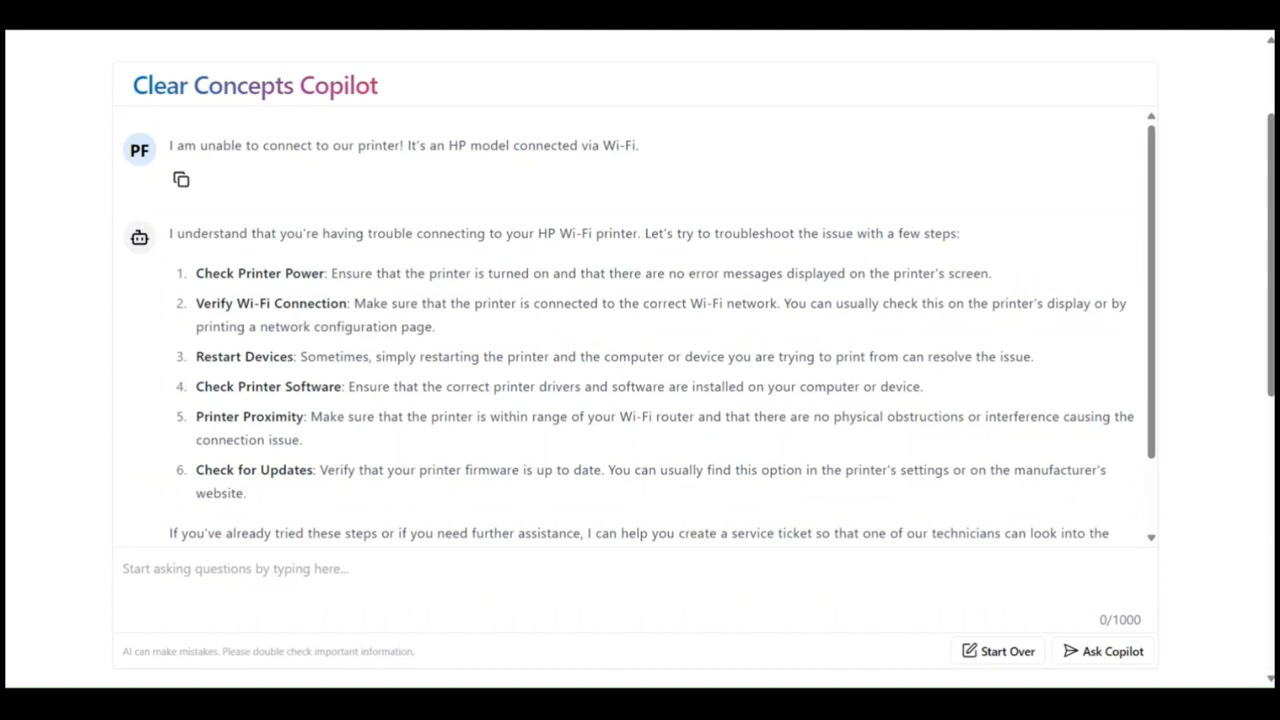 Clear Concepts Copilot
PF
I am unable to connect to our printer! It's an HP model connected via Wi-Fi.
I understand that you're having trouble connecting to your HP Wi-Fi printer. Let's try to troubleshoot the issue with a few steps:
1. Check Printer Power: Ensure that the printer is turned on and that there are no error messages displayed on the printer's screen.
2. Verify Wi-Fi Connection: Make sure that the printer is connected to the correct Wi-Fi network. You can usually check this on the printer's display or by
printing a network configuration page.
3. Restart Devices: Sometimes, simply restarting the printer and the computer or device you are trying to print from can resolve the issue.
4. Check Printer Software: Ensure that the correct printer drivers and software are installed on your computer or device.
5. Printer Proximity: Make sure that the printer is within range of your Wi-Fi router and that there are no physical obstructions or interference causing the
connection issue.
6. Check for Updates: Verify that your printer firmware is up to date. You can usually find this option in the printer's settings or on the manufacturer's
website.
If you've already tried these steps or if you need further assistance, I can help you create a service ticket so that one of our technicians can look into the
Start asking questions by typing here...
0/1000
AI can make mistakes. Please double check important information.
Start Over
Ask Copilot